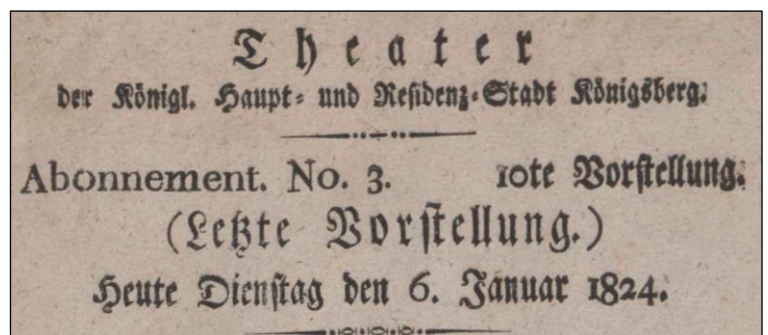 Theater
der Königl. Haupt- und Residenz-Stadt Königsberg.
Abonnement. No. 3. 10te Vorstellung.
(Letzte Vorstellung.)
Heute Dienstag den 6. Januar 1824.